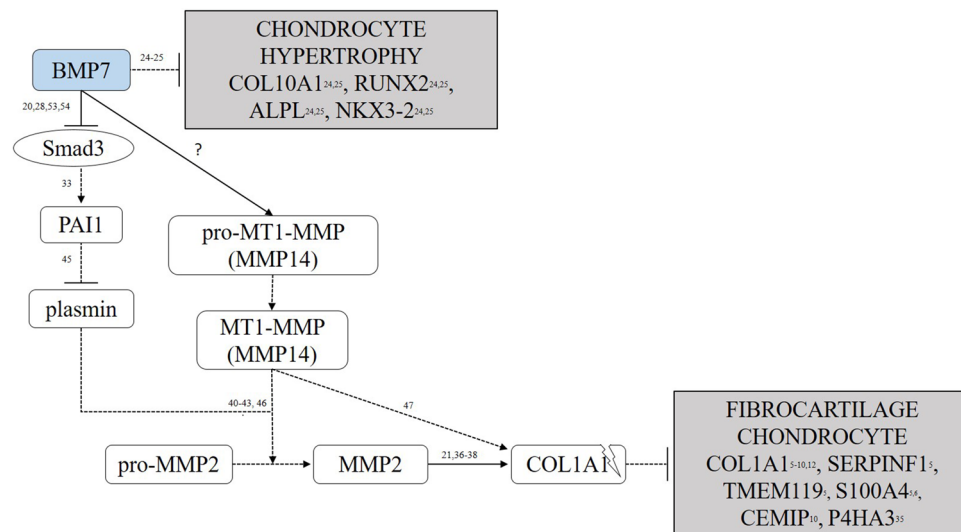 CHONDROCYTE
HYPERTROPHY
COL10A124,25, RUNX224,25,
ALPL24,25, NKX3-224,25
BMP7
24-25
20,28,53,54
Smad3
?
33
PAI1
45
pro-MT1-MMP
(MMP14)
plasmin
MT1-MMP
(MMP14)
40-43, 46
47
pro-MMP2
MMP2
21,36-38
COL1A1
FIBROCARTILAGE
CHONDROCYTE
COL1A15-10,12, SERPINF15,
TMEM1195, S100A45,6,
CEMIP10, P4HA335